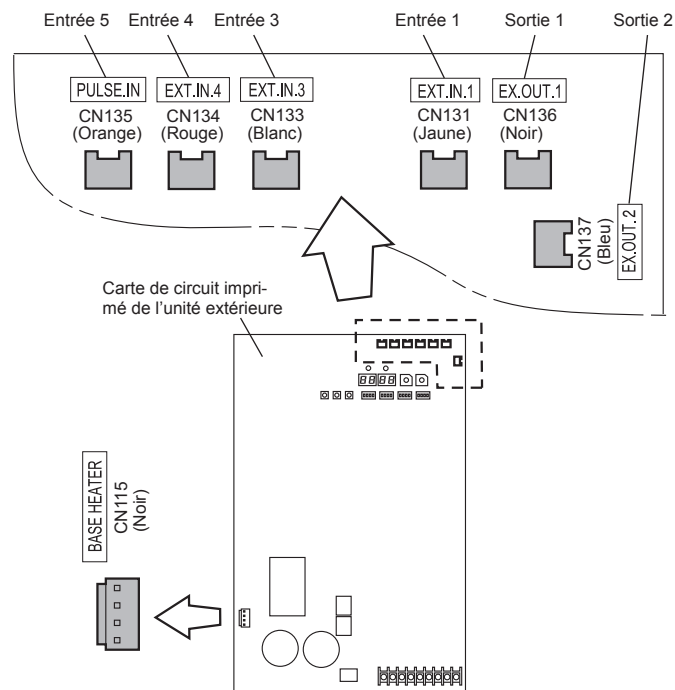 Entrée 5
Entrée 4
Entrée 3
Entrée 1
Sortie 1
Sortie 2
PULSE.IN
EXT.IN.4
EXT.IN.3
EXT.IN.1
EX.OUT.1
CN135
(Orange)
CN134
(Rouge)
CN133
(Blanc)
CN131
(Jaune)
CN136
(Noir)
CN137
(Bleu)
EX.OUT.2
Carte de circuit impri-
mé de l'unité extérieure
BASE HEATER
CN115
(Noir)